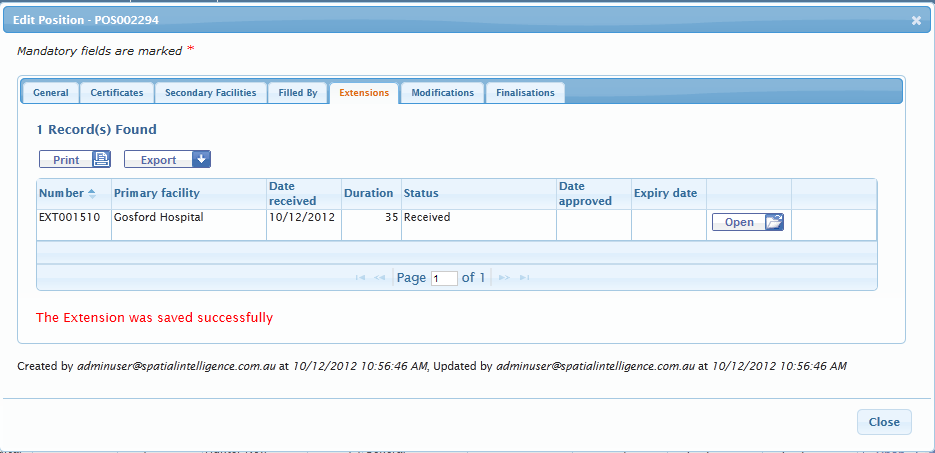 Edit Position - POS002294
Mandatory fields are marked *
General Certificates Secondary Facilities Filled By Extensions Modifications Finalisations
1 Record(s) Found
Print Export
Number Primary facility Date received Duration Status Date approved Expiry date
EXT001510 Gosford Hospital 10/12/2012 35 Received Open
Page 1 of 1
The Extension was saved successfully
Created by adminuser@spatialintelligence.com.au at 10/12/2012 10:56:46 AM, Updated by adminuser@spatialintelligence.com.au at 10/12/2012 10:56:46 AM
Close